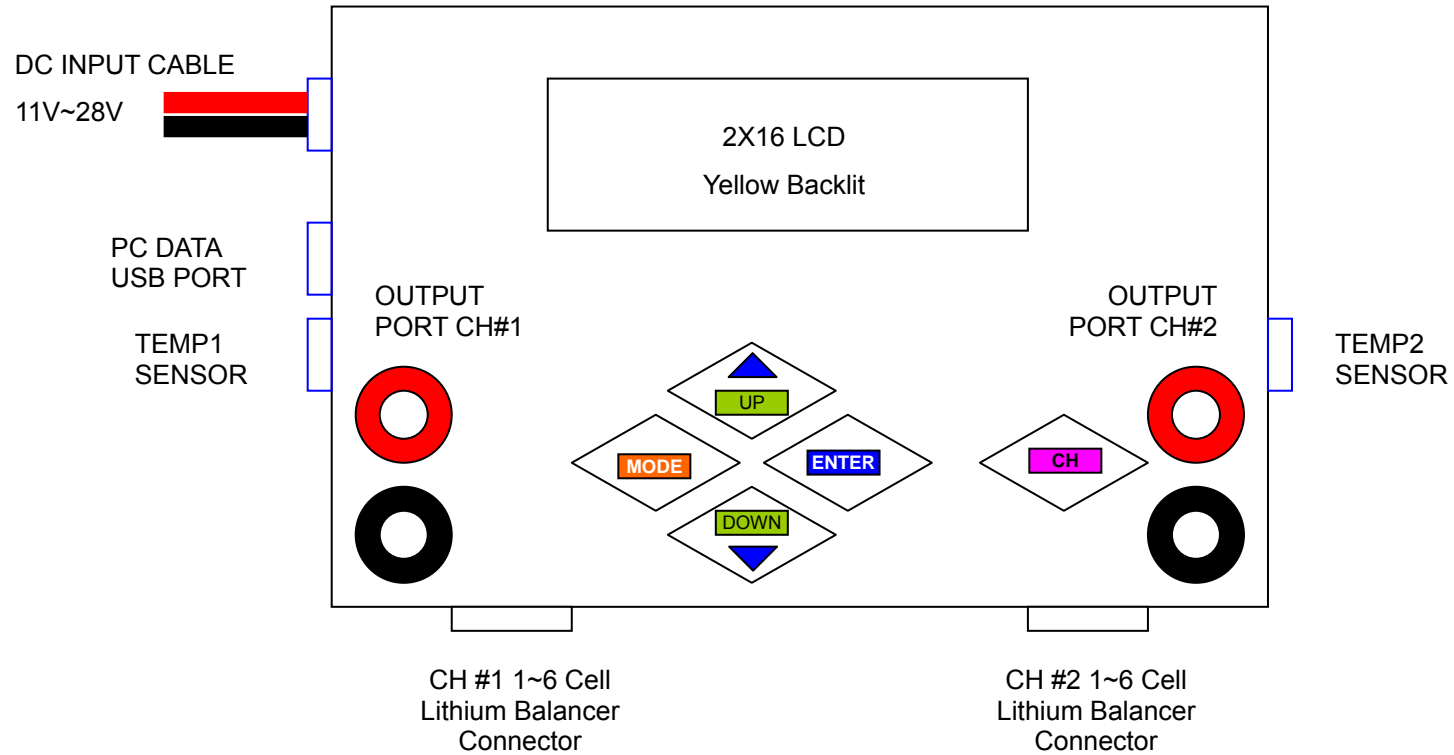 DC INPUT CABLE
11V~28V
2X16 LCD
Yellow Backlit
PC DATA
USB PORT
OUTPUT
PORT CH#1
OUTPUT
PORT CH#2
TEMP1
SENSOR
TEMP2
SENSOR
UP
MODE
ENTER
CH
DOWN
CH #1 1~6 Cell
Lithium Balancer
Connector
CH #2 1~6 Cell
Lithium Balancer
Connector